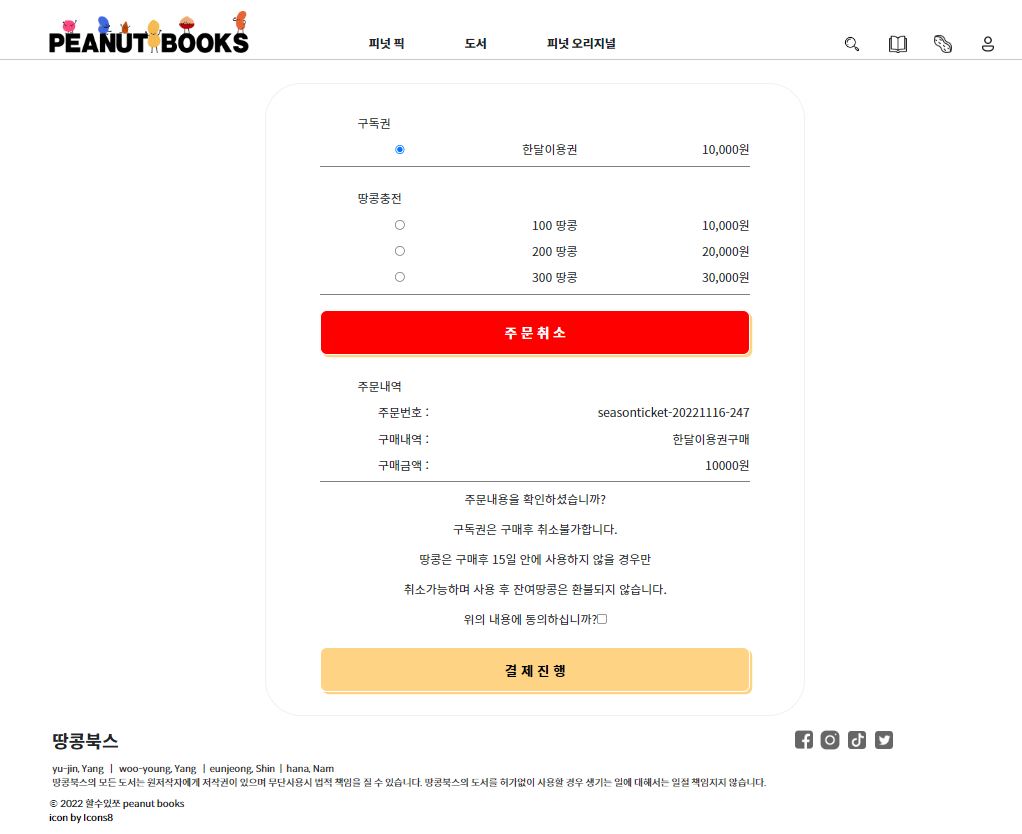 PEANUT BOOKS
피넛 픽 도서 피넛 오리지널
구독권
한달이용권 10,000원
땅콩충전
100 땅콩 10,000원
200 땅콩 20,000원
300 땅콩 30,000원
주 문 취 소
주문내역
주문번호 : seasonticket-20221116-247
구매내역 : 한달이용권구매
구매금액 : 10000원
주문내용을 확인하셨습니까?
구독권은 구매후 취소불가합니다.
땅콩은 구매후 15일 안에 사용하지 않을 경우만
취소가능하며 사용 후 잔여땅콩은 환불되지 않습니다.
위의 내용에 동의하십니까?
결 제 진 행
땅콩북스
yu-jin, Yang ㅣ woo-young, Yang ㅣeunjeong, Shinㅣhana, Nam
땅콩북스의 모든 도서는 원저작자에게 저작권이 있으며 무단사용시 법적 책임을 질 수 있습니다. 땅콩북스의 도서를 허가없이 사용할 경우 생기는 일에 대해서는 일절 책임지지 않습니다.
© 2022 할수있쪼 peanut books
icon by Icons8